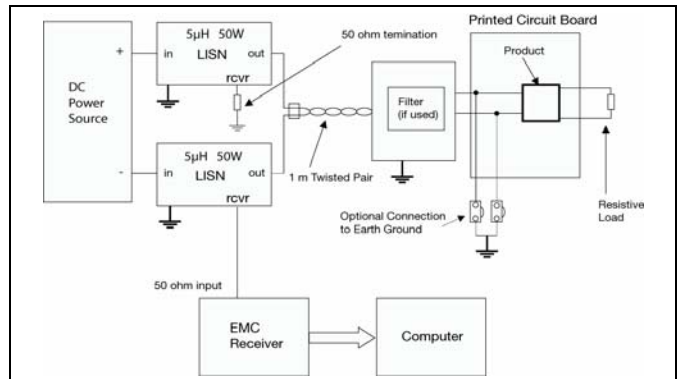 Printed Circuit Board
5µH 50W
LISN
in
out
rcvr
50 ohm temination
Product
+
DC
Power
Source
Filter
(if used)
-
5µH 50W
LISN
in
out
rcvr
1 m Twisted Pair
Optional Connection
to Earth Ground
Resistive
Load
50 ohm input
EMC
Receiver
Computer